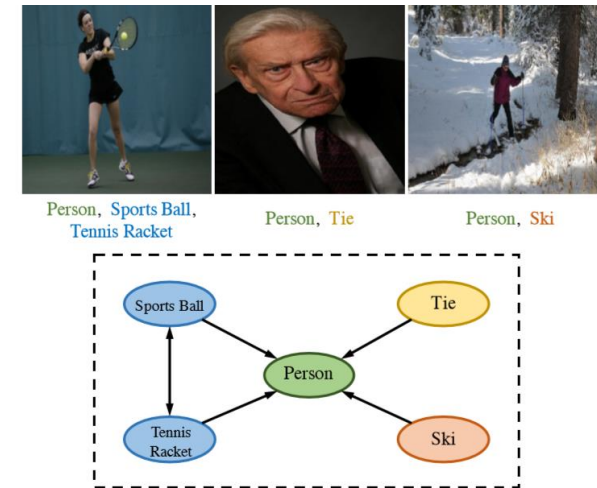 Person, Sports Ball,
Tennis Racket
Person, Tie
Person, Ski
Sports Ball
Tie
Person
Tennis
Racket
Ski